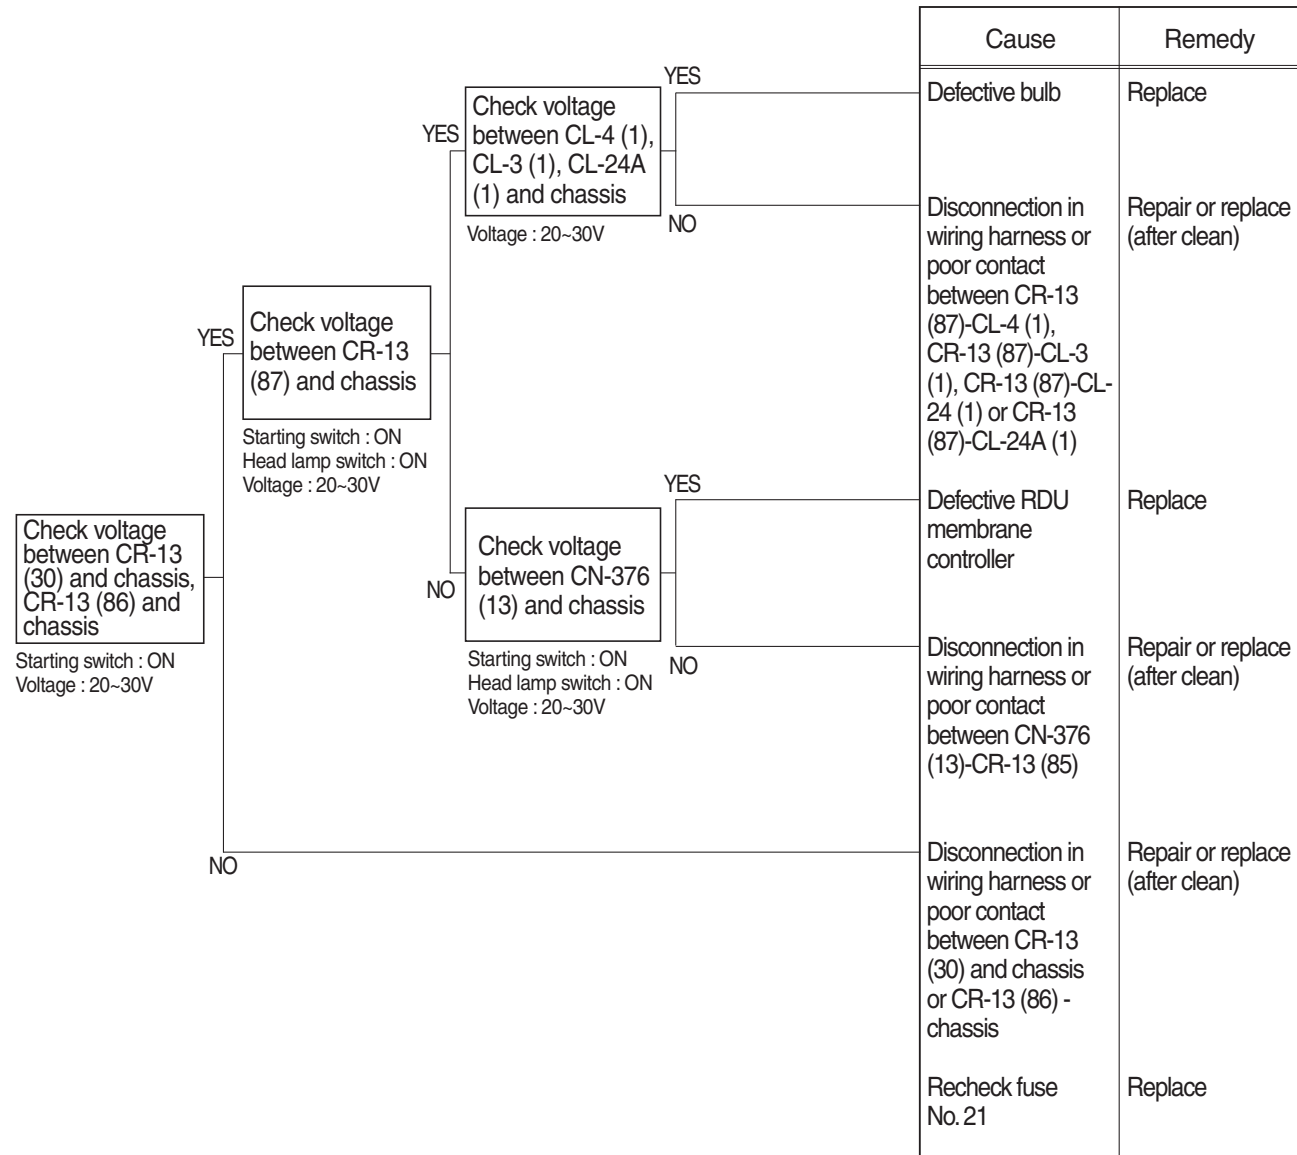 Cause
Remedy
YES
Defective bulb
Replace
YES
Check voltage
between CL-4 (1),
CL-3 (1), CL-24A
(1) and chassis
Voltage : 20~30V
NO
Disconnection in
wiring harness or
poor contact
between CR-13
(87)-CL-4 (1),
CR-13 (87)-CL-3
(1), CR-13 (87)-CL-
24 (1) or CR-13
(87)-CL-24A (1)
Repair or replace
(after clean)
YES
Check voltage
between CR-13
(87) and chassis
Starting switch : ON
Head lamp switch : ON
Voltage : 20~30V
YES
Defective RDU
membrane
controller
Replace
NO
Check voltage
between CN-376
(13) and chassis
Starting switch : ON
Head lamp switch : ON
Voltage : 20~30V
NO
Disconnection in
wiring harness or
poor contact
between CN-376
(13)-CR-13 (85)
Repair or replace
(after clean)
Check voltage
between CR-13
(30) and chassis,
CR-13 (86) and
chassis
Starting switch : ON
Voltage : 20~30V
NO
Disconnection in
wiring harness or
poor contact
between CR-13
(30) and chassis
or CR-13 (86) -
chassis
Repair or replace
(after clean)
Recheck fuse
No. 21
Replace